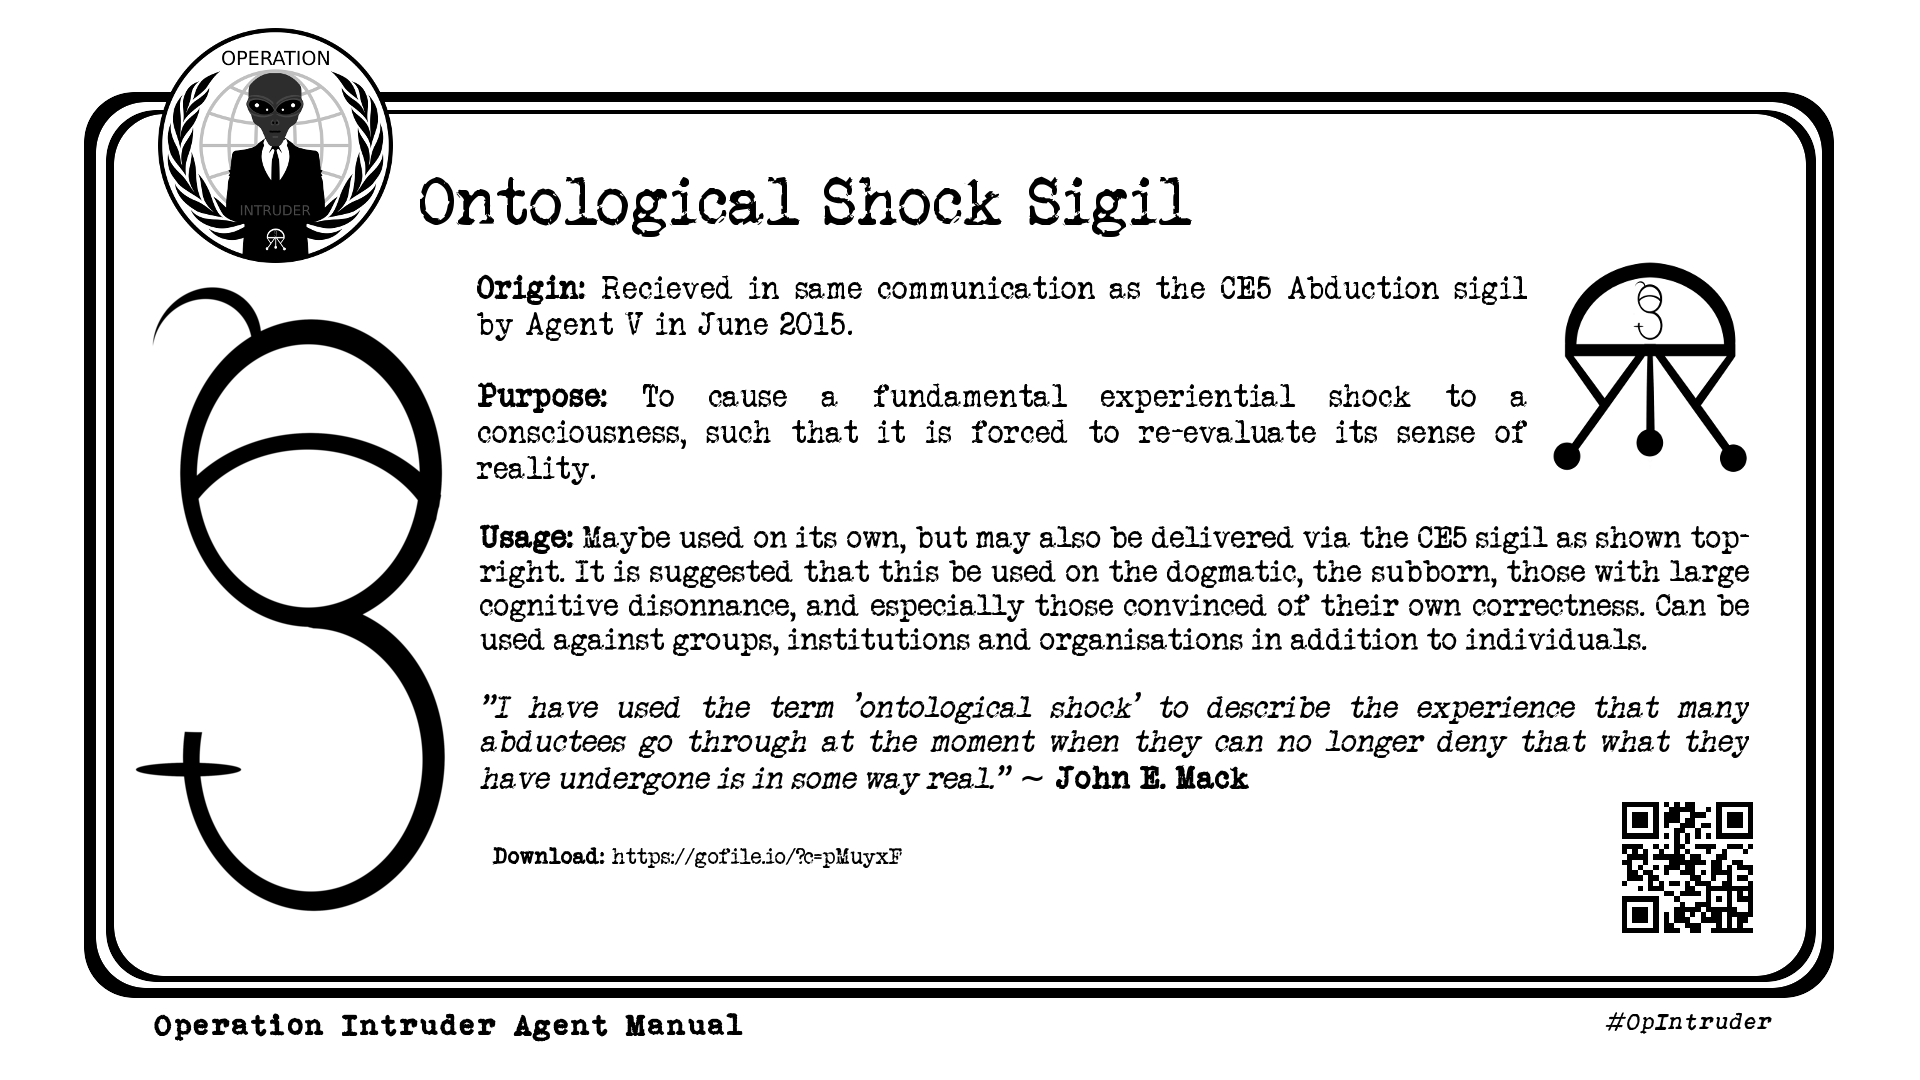 OPERATION
INTRUDER
Ontological Shock Sigil
Origin: Recieved in same communication as the CE5 Abduction sigil
by Agent V in June 2015.
Purpose: To cause a fundamental experiential shock to a
consciousness, such that it is forced to re-evaluate its sense of
reality.
Usage: Maybe used on its own, but may also be delivered via the CE5 sigil as shown top-
right. It is suggested that this be used on the dogmatic, the subborn, those with large
cognitive disonnance, and especially those convinced of their own correctness. Can be
used against groups, institutions and organisations in addition to individuals.
"I have used the term 'ontological shock' to describe the experience that many
abductees go through at the moment when they can no longer deny that what they
have undergone is in some way real." ~ John E. Mack
Download: https://gofile.io/?c=pMuyxF
Operation Intruder Agent Manual
#OpIntruder